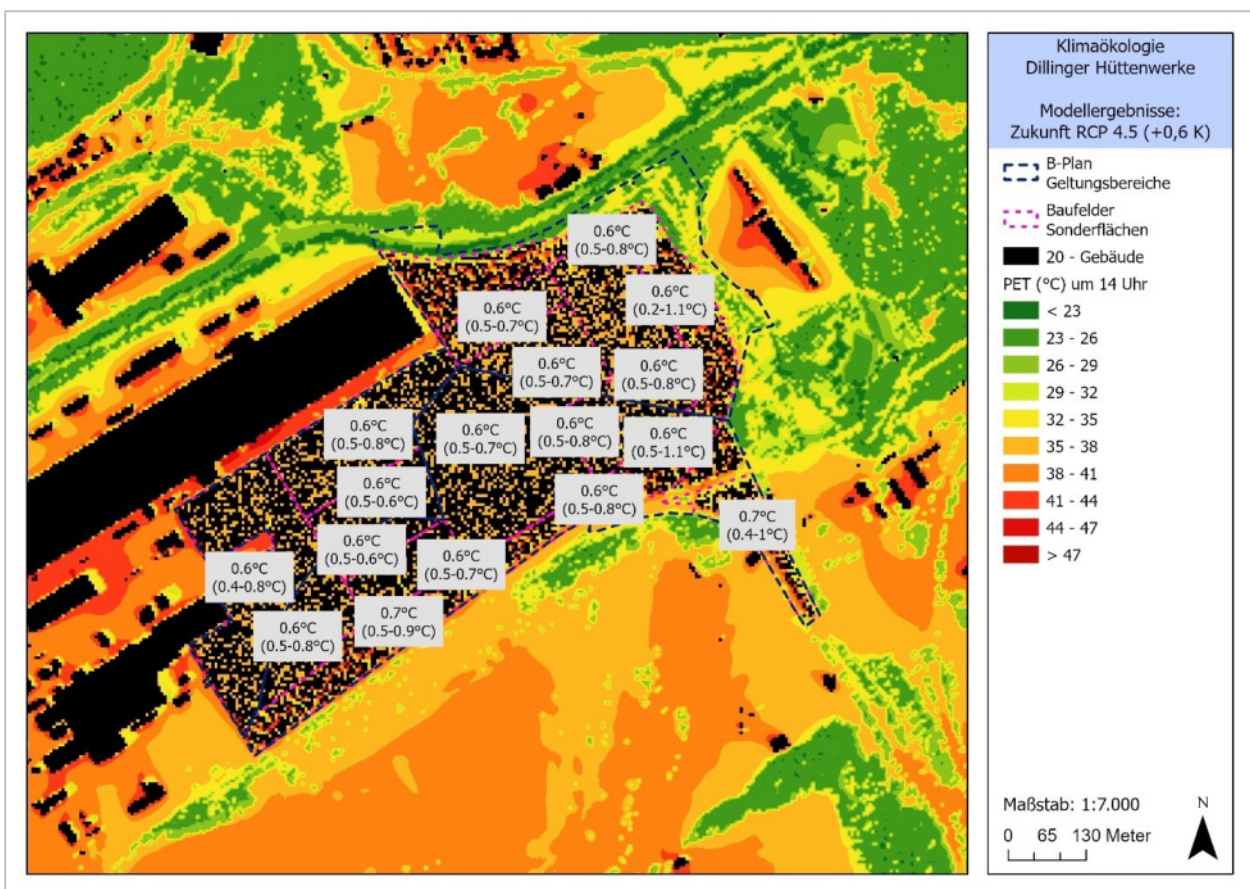 0.6°C
(0.5-0.8°C)
0.6°C
(0.2-1.1°C)
0.6°C
(0.5-0.7°C)
0.6°C
(0.5-0.7°C)
0.6°C
(0.5-0.8°C)
0.6°C
(0.5-0.8°C)
0.6°C
(0.5-0.7°C)
0.6°C
(0.5-0.8°C)
0.6°C
(0.5-1.1°C)
0.6°C
(0.5-0.6°C)
0.6°C
(0.5-0.8°C)
0.7°C
(0.4-1°C)
0.6°C
(0.5-0.6°C)
0.6°C
(0.5-0.7°C)
0.6°C
(0.4-0.8°C)
0.7°C
(0.5-0.9°C)
0.6°C
(0.5-0.8°C)
Klimaökologie
Dillinger Hüttenwerke
Modellergebnisse:
Zukunft RCP 4.5 (+0,6 K)
B-Plan
Geltungsbereiche
Baufelder
Sonderflächen
20 - Gebäude
PET (°C) um 14 Uhr
< 23
23 - 26
26 - 29
29 - 32
32 - 35
35 - 38
38 - 41
41 - 44
44 - 47
> 47
Maßstab: 1:7.000
N
0 65 130 Meter